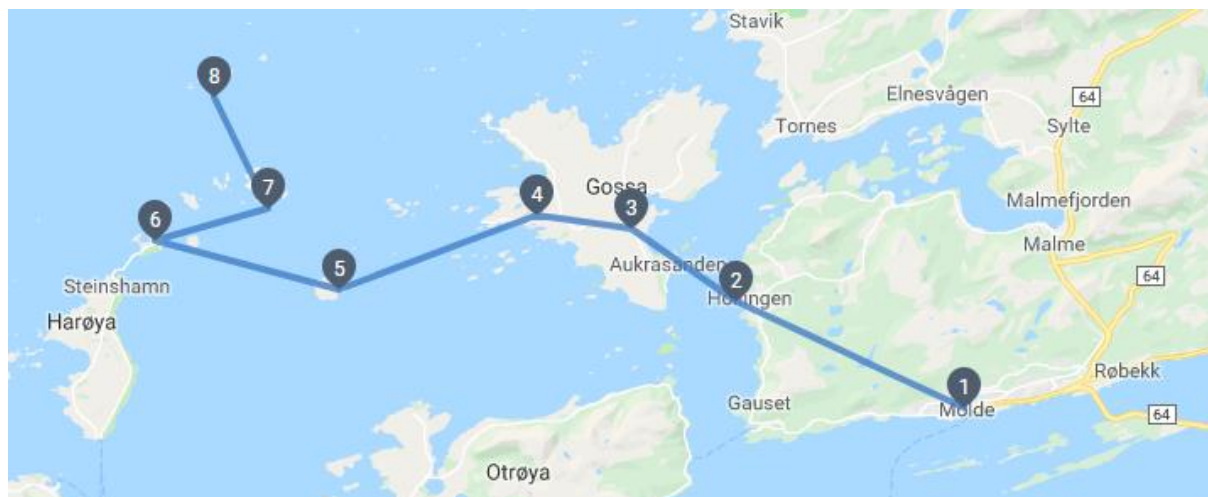 Stavik
8
64
Elnesvågen
Tornes
Sylte
7
4
Gossa
3
Malmefjorden
6
Malme
Aukrasanden
5
2
Steinshamn
64
Hollingen
Harøya
1
Røbekk
Gauset
Molde
64
Otrøya